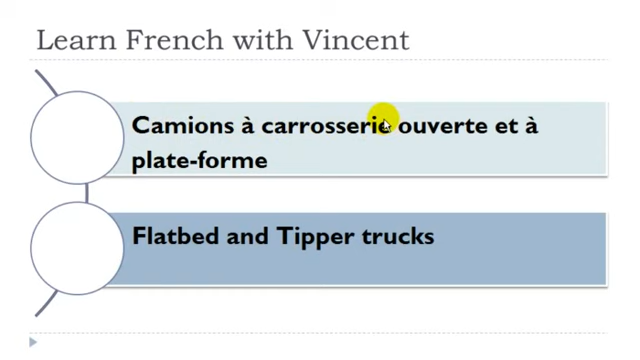 Learn French with Vincent
Camions à carrosserie ouverte et à
plate-forme
Flatbed and Tipper trucks